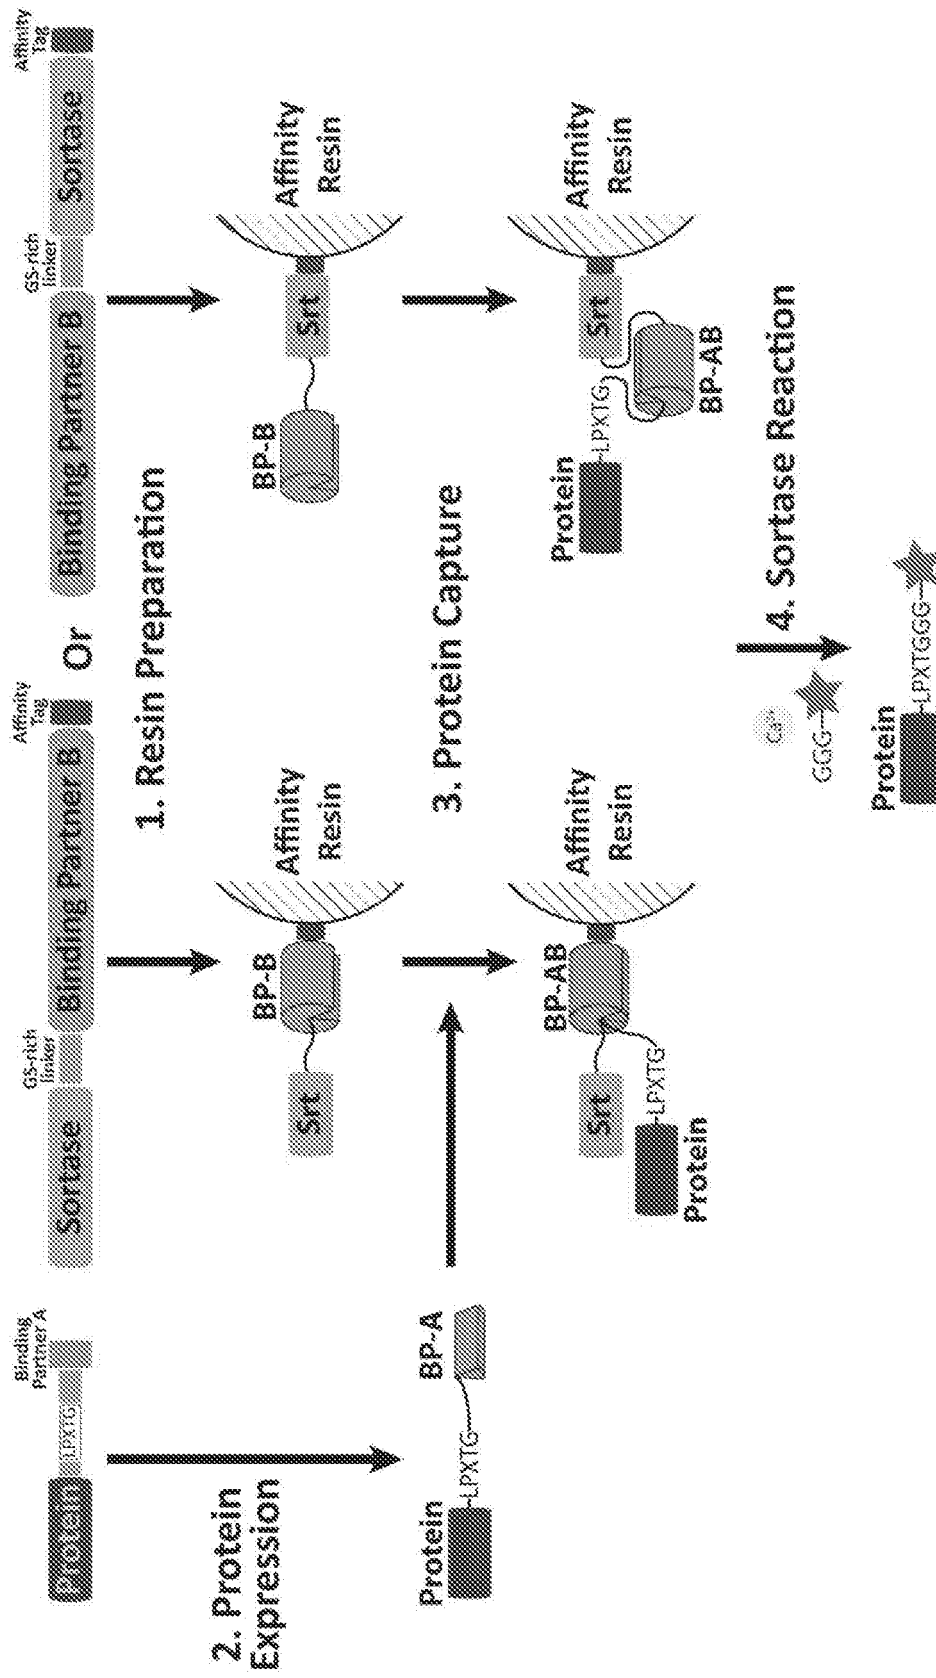 Binding
Partner A
Protein
LPXTG
GS-rich
linker
Affinity
Tag
Sortase
Binding Partner B
Or
GS-rich
linker
Affinity
Tag
Binding Partner B
Sortase
1. Resin Preparation
2. Protein
Expression
BP-B
Srt
Affinity
Resin
BP-B
Srt
Affinity
Resin
3. Protein Capture
Protein
LPXTG
BP-A
BP-AB
Srt
LPXTG
Protein
Affinity
Resin
Protein
LPXTG
Srt
BP-AB
Affinity
Resin
4. Sortase Reaction
Ca²⁺
GGG
Protein
LPXTGGG